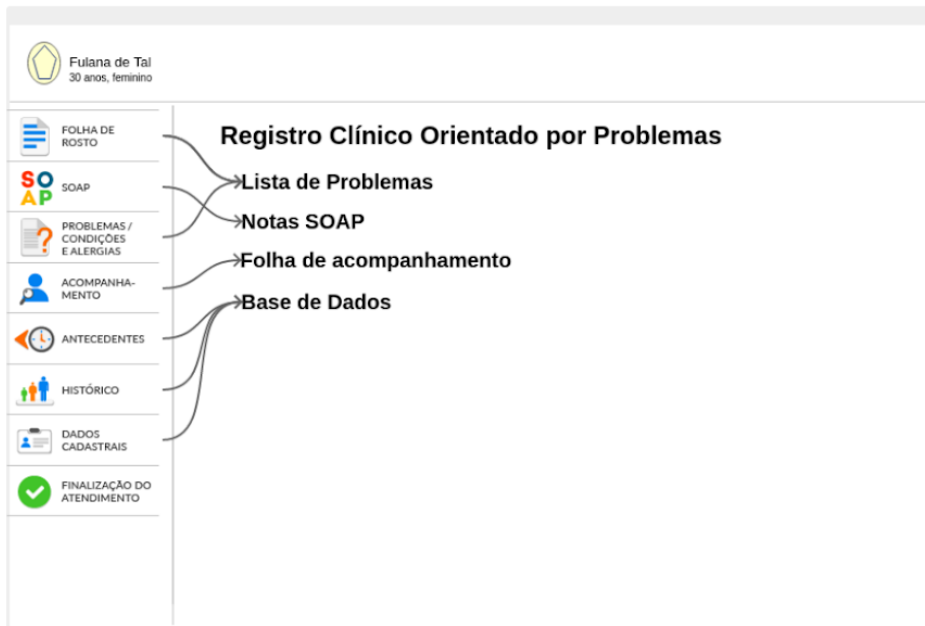 Fulana de Tal
30 anos, feminino
FOLHA DE
ROSTO
SO
AP
SOAP
PROBLEMAS /
CONDIÇÕES
E ALERGIAS
ACOMPANHA-
MENTO
ANTECEDENTES
HISTÓRICO
DADOS
CADASTRAIS
FINALIZAÇÃO DO
ATENDIMENTO
Registro Clínico Orientado por Problemas
Lista de Problemas
Notas SOAP
Folha de acompanhamento
Base de Dados